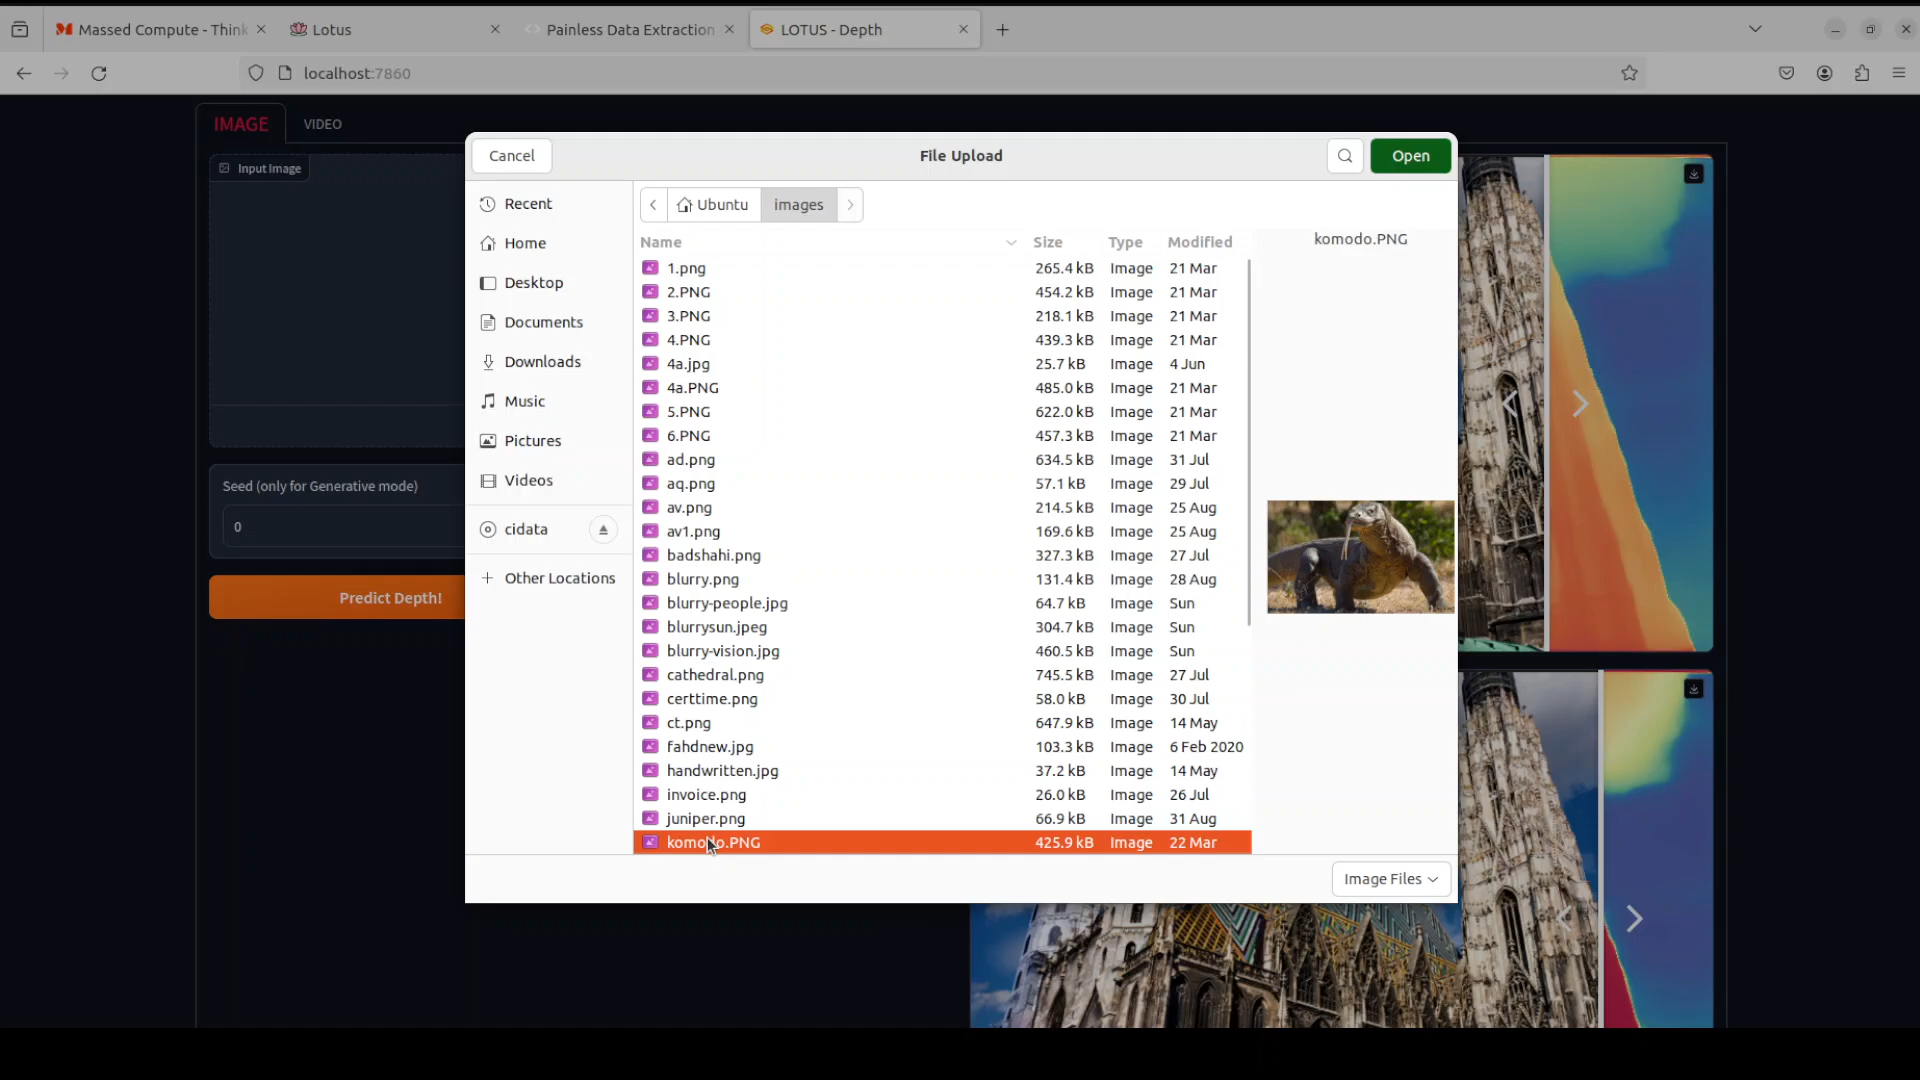 Massed Compute - Think
Lotus
Painless Data Extraction
LOTUS - Depth
localhost:7860
IMAGE
VIDEO
Input Image
Seed (only for Generative mode)
0
Predict Depth!
Cancel
File Upload
Open
Recent
Home
Desktop
Documents
Downloads
Music
Pictures
Videos
cidata
Other Locations
Ubuntu
images
Name Size Type Modified
1.png 265.4 kB Image 21 Mar
2.PNG 454.2 kB Image 21 Mar
3.PNG 218.1 kB Image 21 Mar
4.PNG 439.3 kB Image 21 Mar
4a.jpg 25.7 kB Image 4 Jun
4a.PNG 485.0 kB Image 21 Mar
5.PNG 622.0 kB Image 21 Mar
6.PNG 457.3 kB Image 21 Mar
ad.png 634.5 kB Image 31 Jul
aq.png 57.1 kB Image 29 Jul
av.png 214.5 kB Image 25 Aug
av1.png 169.6 kB Image 25 Aug
badshahi.png 327.3 kB Image 27 Jul
blurry.png 131.4 kB Image 28 Aug
blurry-people.jpg 64.7 kB Image Sun
blurrysun.jpeg 304.7 kB Image Sun
blurry-vision.jpg 460.5 kB Image Sun
cathedral.png 745.5 kB Image 27 Jul
certtime.png 58.0 kB Image 30 Jul
ct.png 647.9 kB Image 14 May
fahdnew.jpg 103.3 kB Image 6 Feb 2020
handwritten.jpg 37.2 kB Image 14 May
invoice.png 26.0 kB Image 26 Jul
juniper.png 66.9 kB Image 31 Aug
komodo.PNG 425.9 kB Image 22 Mar
komodo.PNG
Image Files